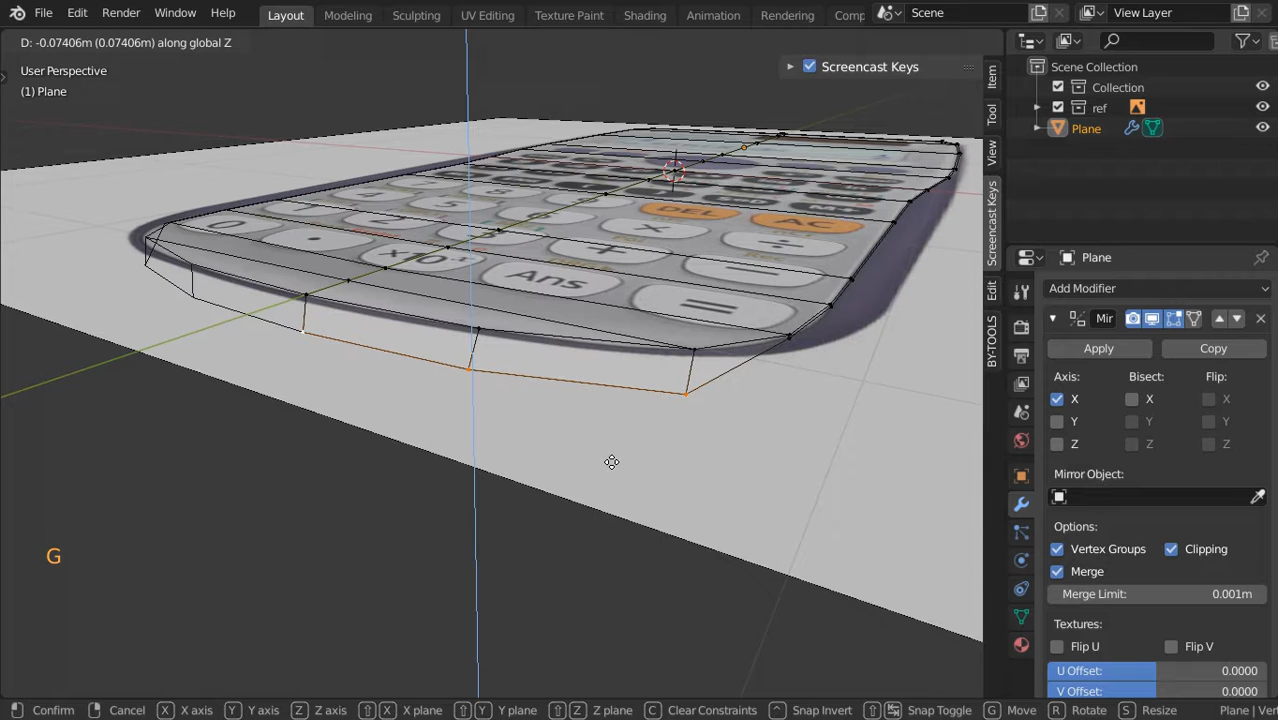 File Edit Render Window Help Layout Modeling Sculpting UV Editing Texture Paint Shading Animation Rendering Comp Scene View Layer
D: -0.07406m (0.07406m) along global Z
User Perspective
(1) Plane
Screencast Keys
Item
Tool
View
Screencast Keys
Edit
BY-TOOLS
Scene Collection
Collection
ref
Plane
Plane
Add Modifier
Mir
Apply Copy
Axis: Bisect: Flip:
X X X
Y Y Y
Z Z Z
Mirror Object:
Options:
Vertex Groups Clipping
Merge
Merge Limit: 0.001m
Textures:
Flip U Flip V
U Offset: 0.0000
V Offset: 0.0000
DEL AC
×10
Ans
G
Confirm Cancel X X axis Y Y axis Z Z axis X X plane Y Y plane Z Z plane C Clear Constraints Snap Invert Snap Toggle G Move R Rotate S Resize Plane | Vert